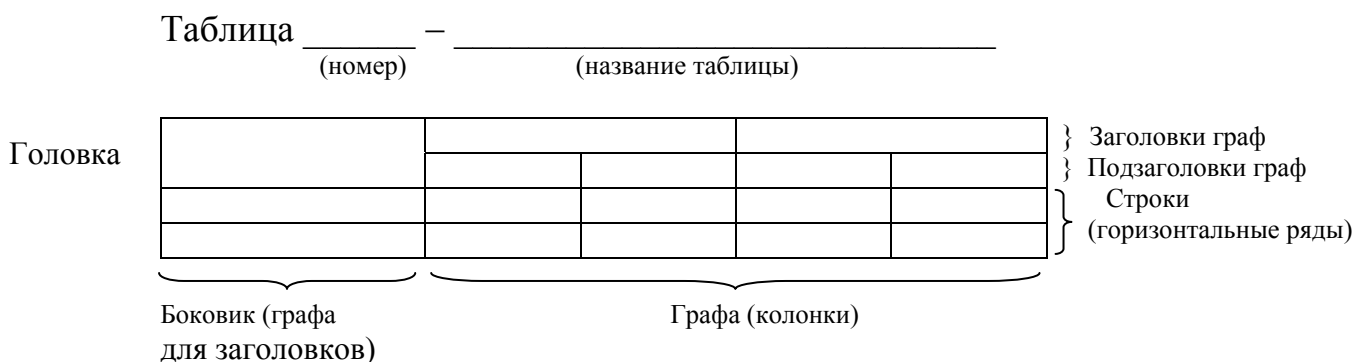 Таблица ______ – ______________________________
(номер) (название таблицы)
Головка
} Заголовки граф
} Подзаголовки граф
Строки
(горизонтальные ряды)
Боковик (графа
для заголовков)
Графа (колонки)